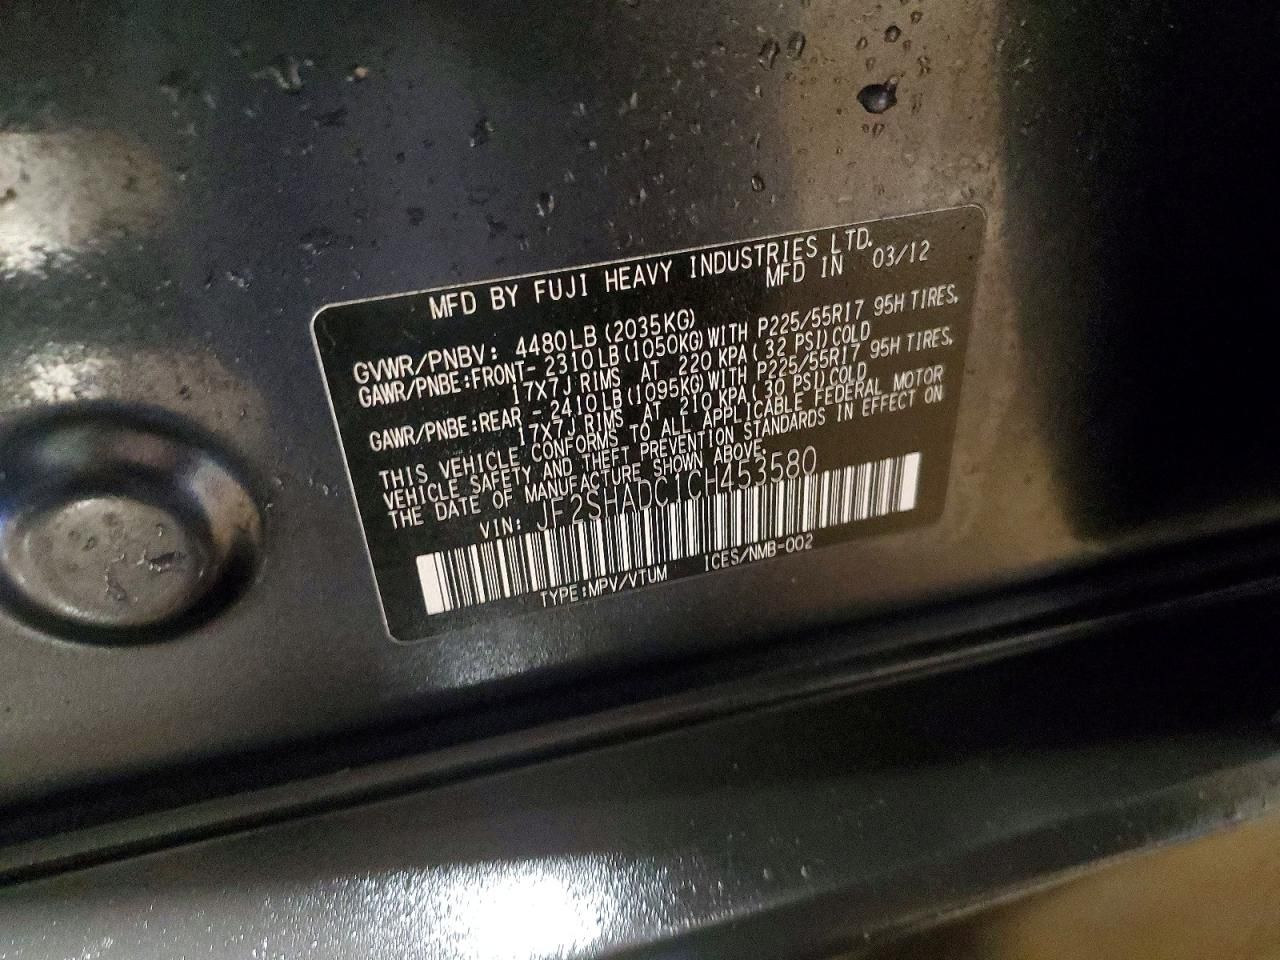 MFD BY FUJI HEAVY INDUSTRIES LTD.
MFD IN 03/12
GVWR/PNBV: 4480LB(2035KG)
GAWR/PNBE:FRONT- 2310LB(1050KG)WITH P225/55R17 95H TIRES,
17X7J RIMS AT 220 KPA(32 PSI)COLD
GAWR/PNBE:REAR - 2410LB(1095KG)WITH P225/55R17 95H TIRES,
17X7J RIMS AT 210 KPA(30 PSI)COLD
THIS VEHICLE CONFORMS TO ALL APPLICABLE FEDERAL MOTOR
VEHICLE SAFETY AND THEFT PREVENTION STANDARDS IN EFFECT ON
THE DATE OF MANUFACTURE SHOWN ABOVE.
VIN: JF2SHADC1CH453580
TYPE:MPV/VTUM ICES/NMB-002